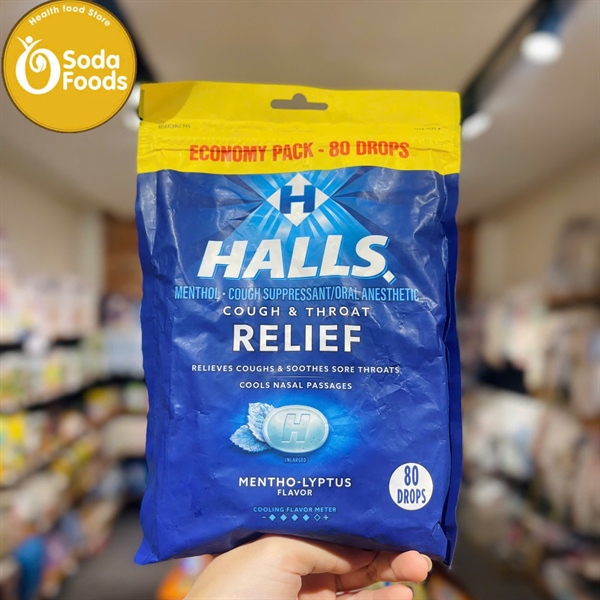 Health food Store
Soda
Foods
ECONOMY PACK - 80 DROPS
H
HALLS.
MENTHOL · COUGH SUPPRESSANT/ORAL ANESTHETIC
COUGH & THROAT
RELIEF
RELIEVES COUGHS & SOOTHES SORE THROATS
COOLS NASAL PASSAGES
H
ENLARGED
MENTHO-LYPTUS
FLAVOR
80
DROPS
COOLING FLAVOR METER
- +